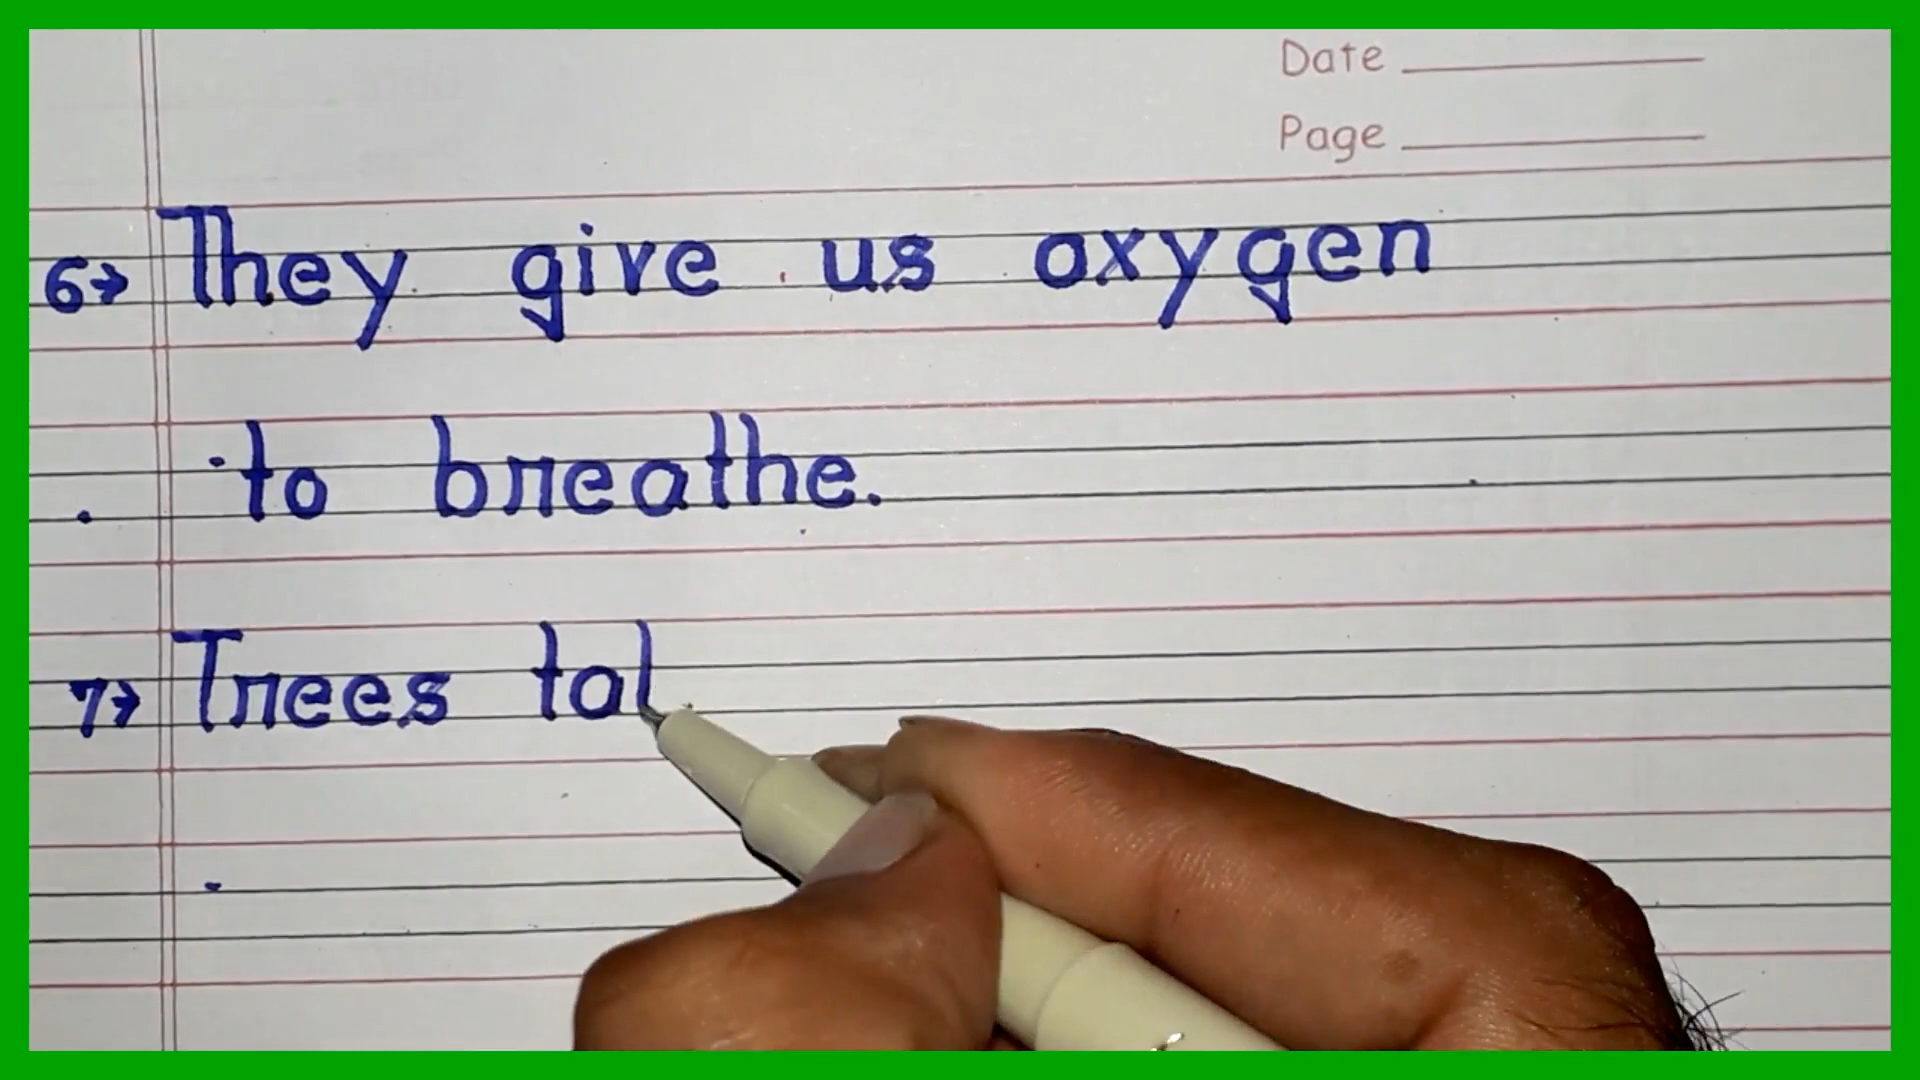 Date
Page
6→ They give us oxygen
to breathe.
7→ Trees tal